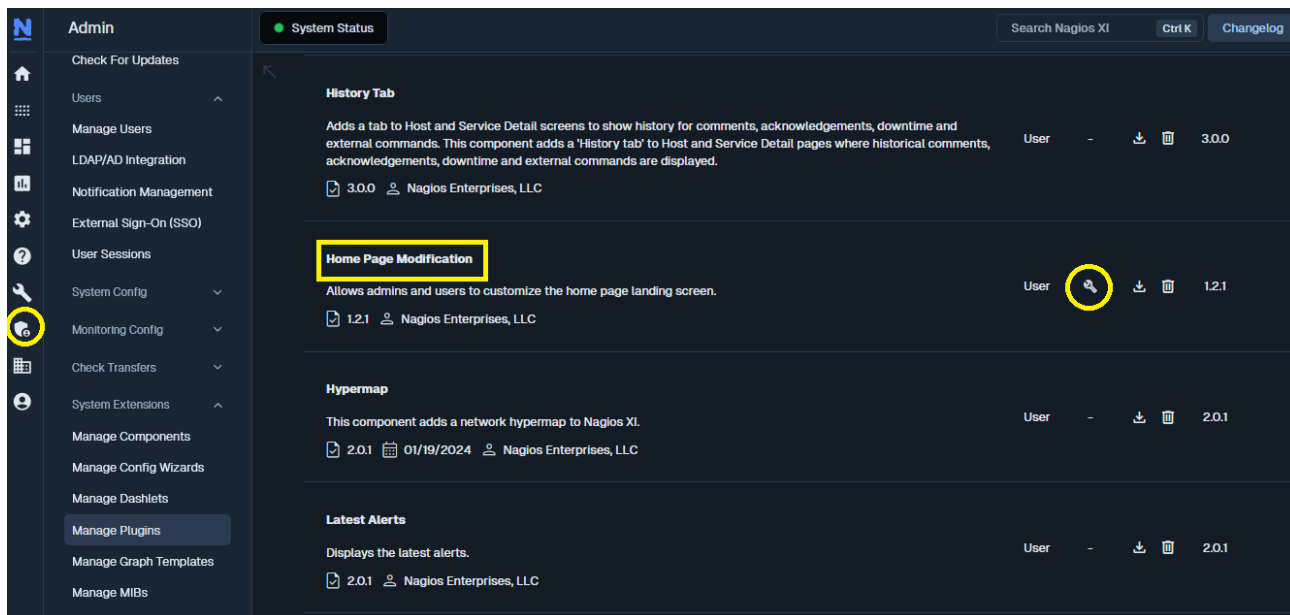 N
Admin
System Status
Search Nagios XI
Ctrl K
Changelog
Check For Updates
Users
Manage Users
LDAP/AD Integration
Notification Management
External Sign-On (SSO)
User Sessions
System Config
Monitoring Config
Check Transfers
System Extensions
Manage Components
Manage Config Wizards
Manage Dashlets
Manage Plugins
Manage Graph Templates
Manage MIBs
History Tab
Adds a tab to Host and Service Detail screens to show history for comments, acknowledgements, downtime and
external commands. This component adds a 'History tab' to Host and Service Detail pages where historical comments,
acknowledgements, downtime and external commands are displayed.
User - 3.0.0
3.0.0 Nagios Enterprises, LLC
Home Page Modification
Allows admins and users to customize the home page landing screen.
User 1.2.1
1.2.1 Nagios Enterprises, LLC
Hypermap
This component adds a network hypermap to Nagios XI.
User - 2.0.1
2.0.1 01/19/2024 Nagios Enterprises, LLC
Latest Alerts
Displays the latest alerts.
User - 2.0.1
2.0.1 Nagios Enterprises, LLC